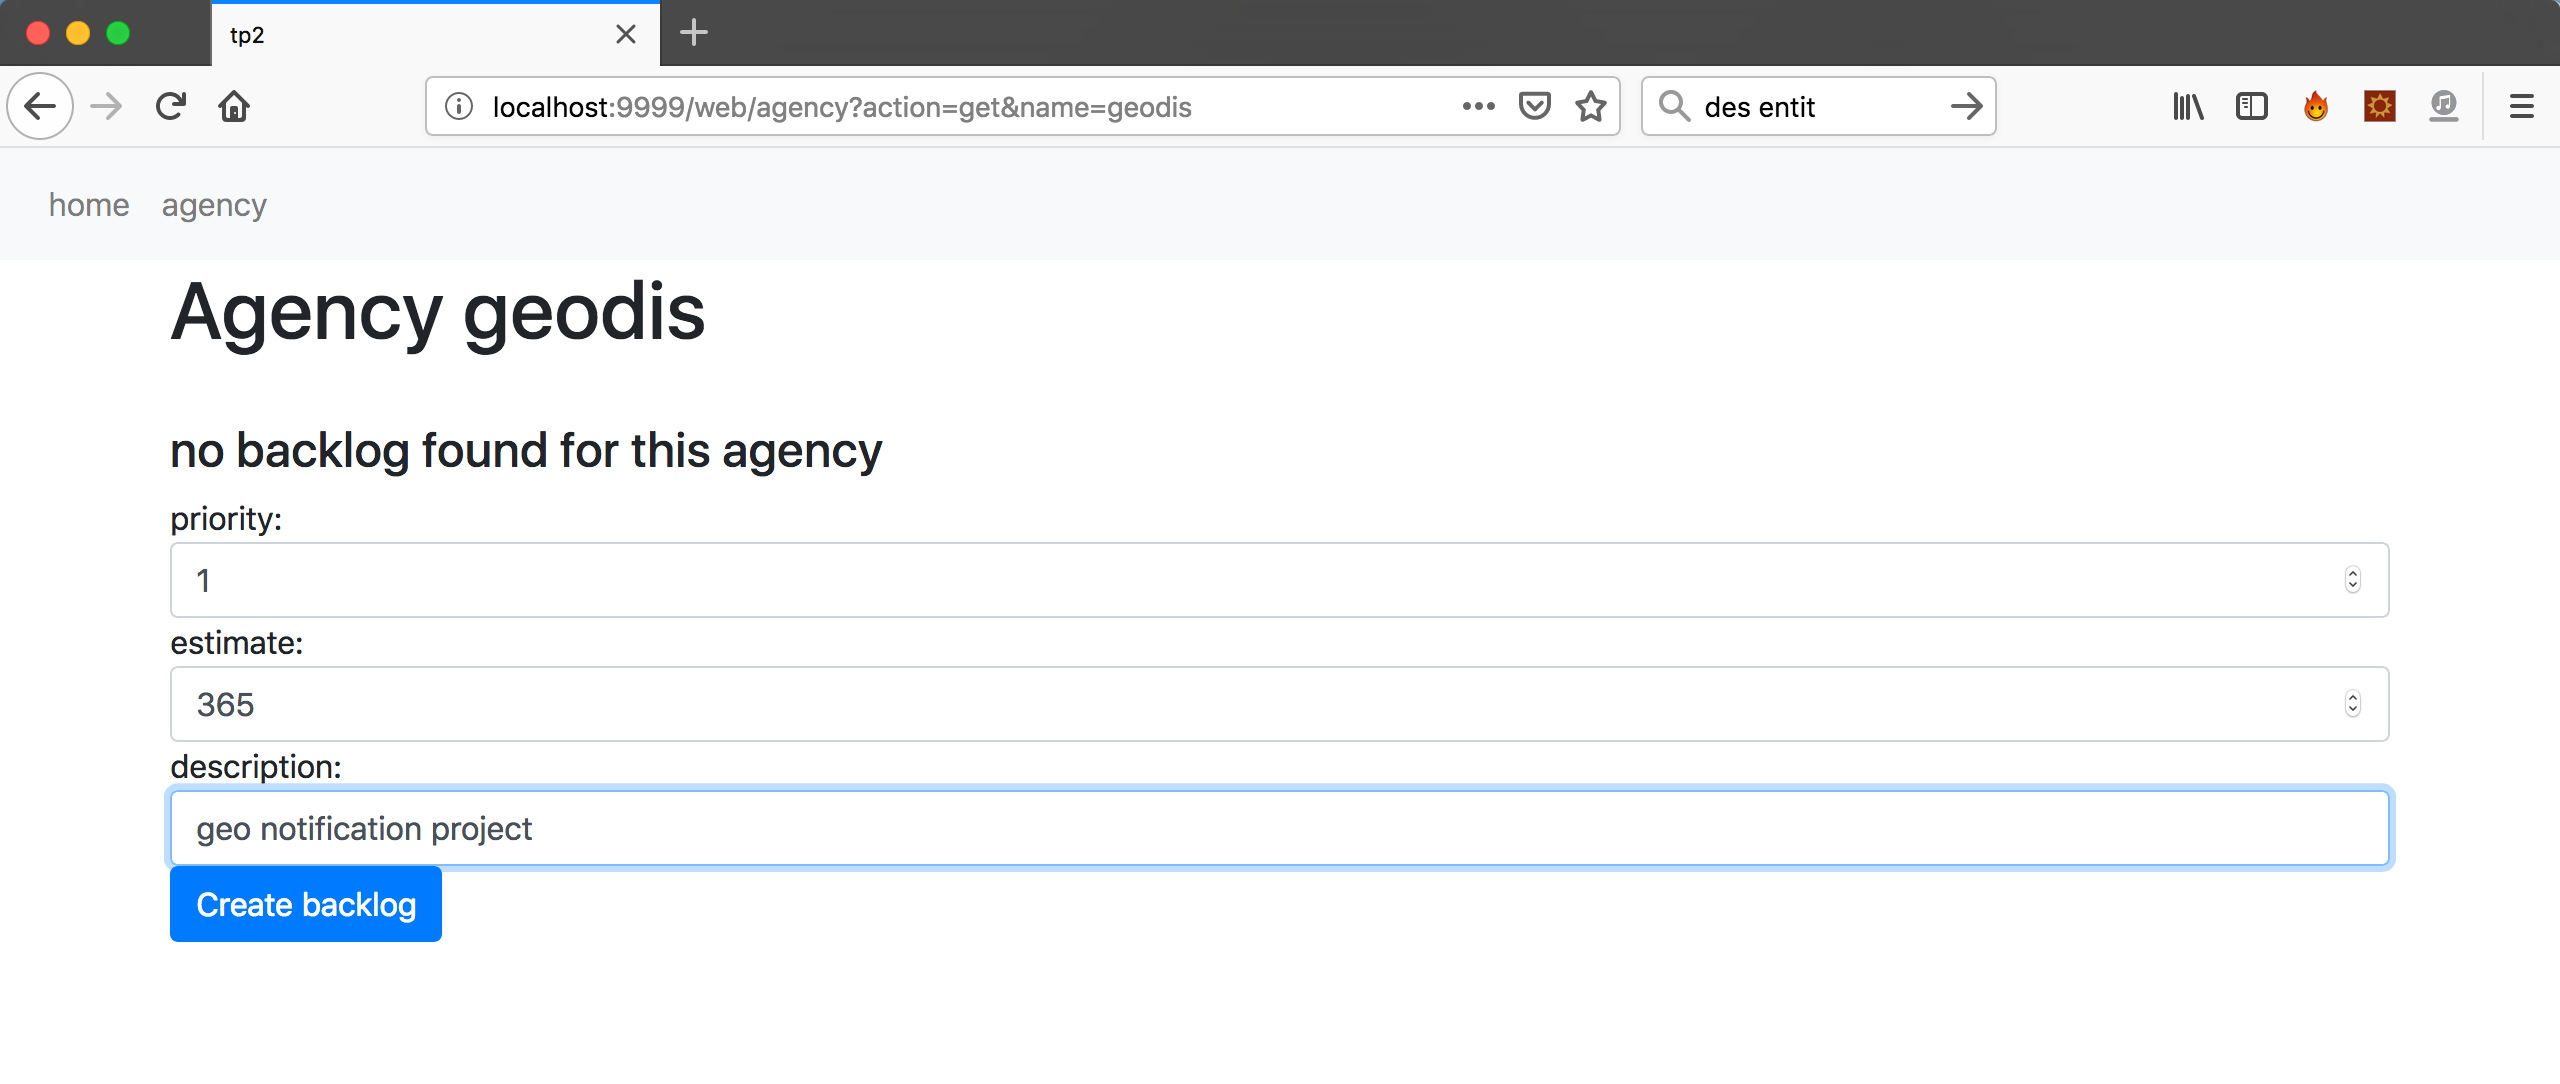 tp2
localhost:9999/web/agency?action=get&name=geodis
des entit
home agency
Agency geodis
no backlog found for this agency
priority:
1
estimate:
365
description:
geo notification project
Create backlog